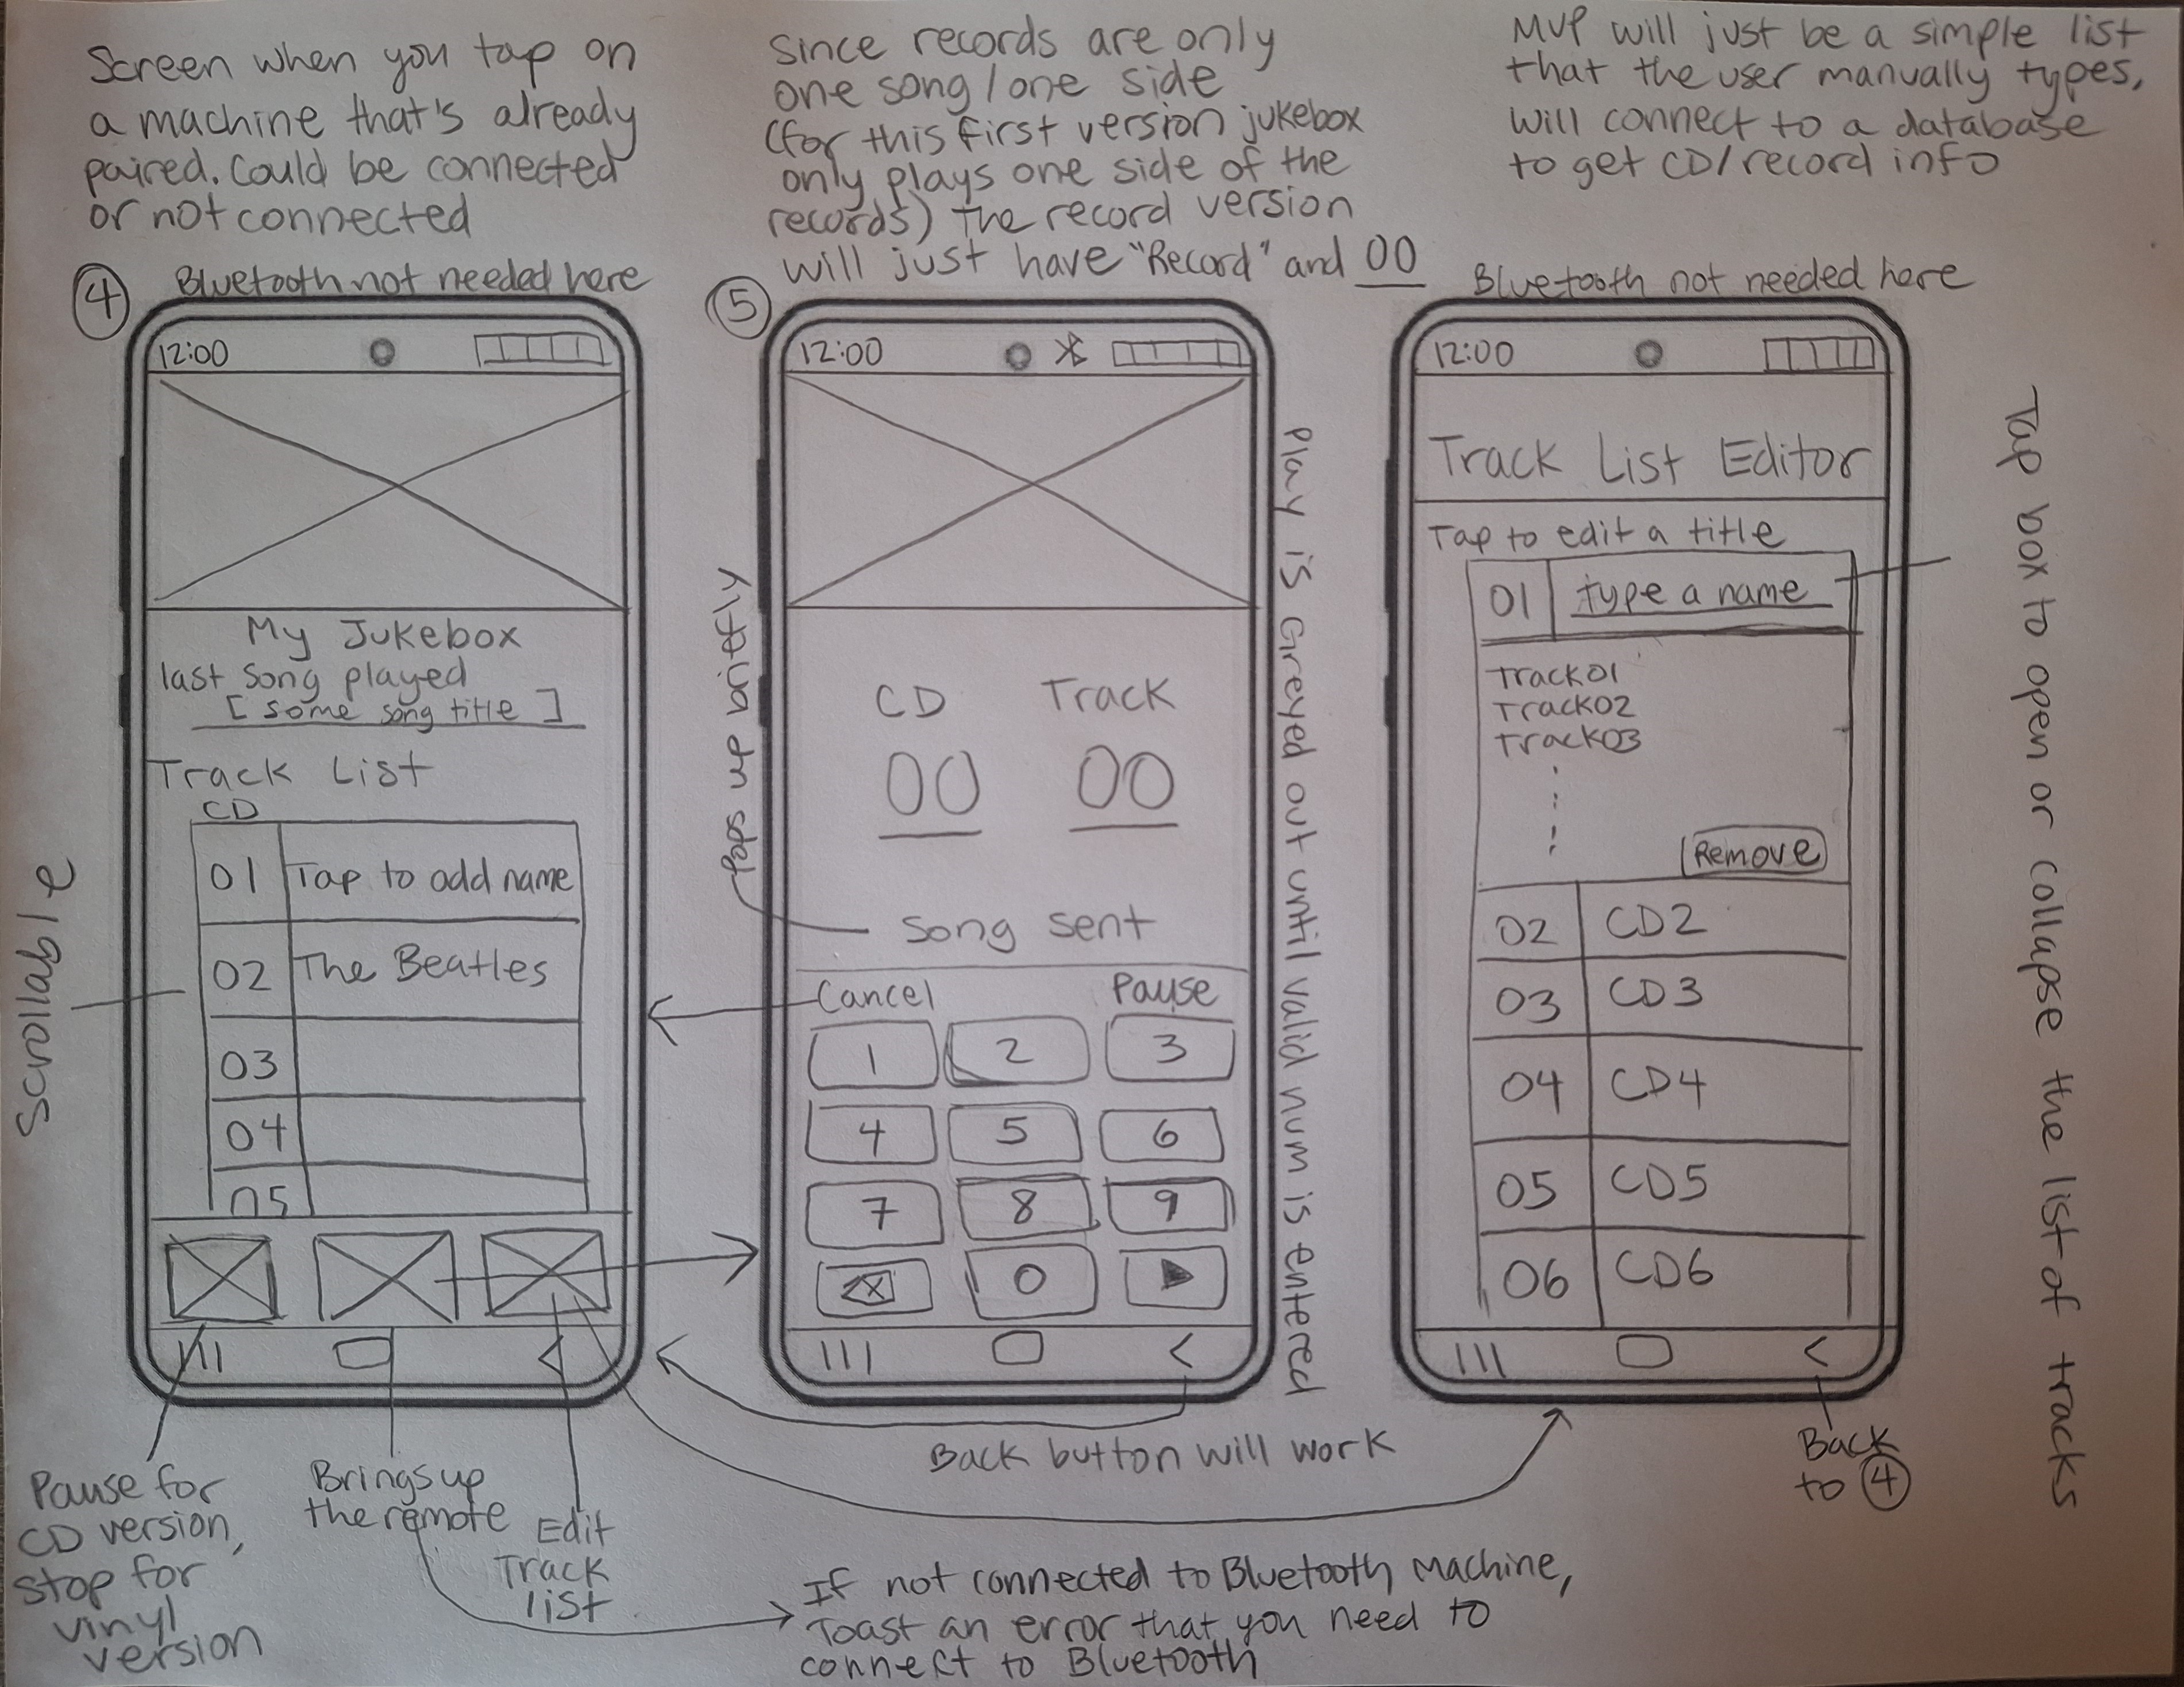 Screen when you tap on
a machine that's already
paired. Could be connected
or not connected
④ Bluetooth not needed here
12:00
My Jukebox
last song played
[ some song title ]
Track List
CD
01 Tap to add name
02 The Beatles
03
04
05
Scrollable
Pause for
CD version,
stop for
vinyl
version
Brings up
the remote
Edit
Track
list
since records are only
one song/one side
(for this first version jukebox
only plays one side of the
records) The record version
will just have "Record" and 00
⑤
12:00
CD Track
00 00
Song sent
Pops up briefly
Cancel Pause
1 2 3
4 5 6
7 8 9
0
Play is Greyed out until valid num is entered
Back button will work
If not connected to Bluetooth Machine,
Toast an error that you need to
connect to Bluetooth
MVP will just be a simple list
that the user manually types,
will connect to a database
to get CD/record info
Bluetooth not needed here
12:00
Track List Editor
Tap to edit a title
01 type a name
Track01
Track02
Track03
Remove
02 CD2
03 CD3
04 CD4
05 CD5
06 CD6
Tap box to open or collapse the list of tracks
Back
to ④